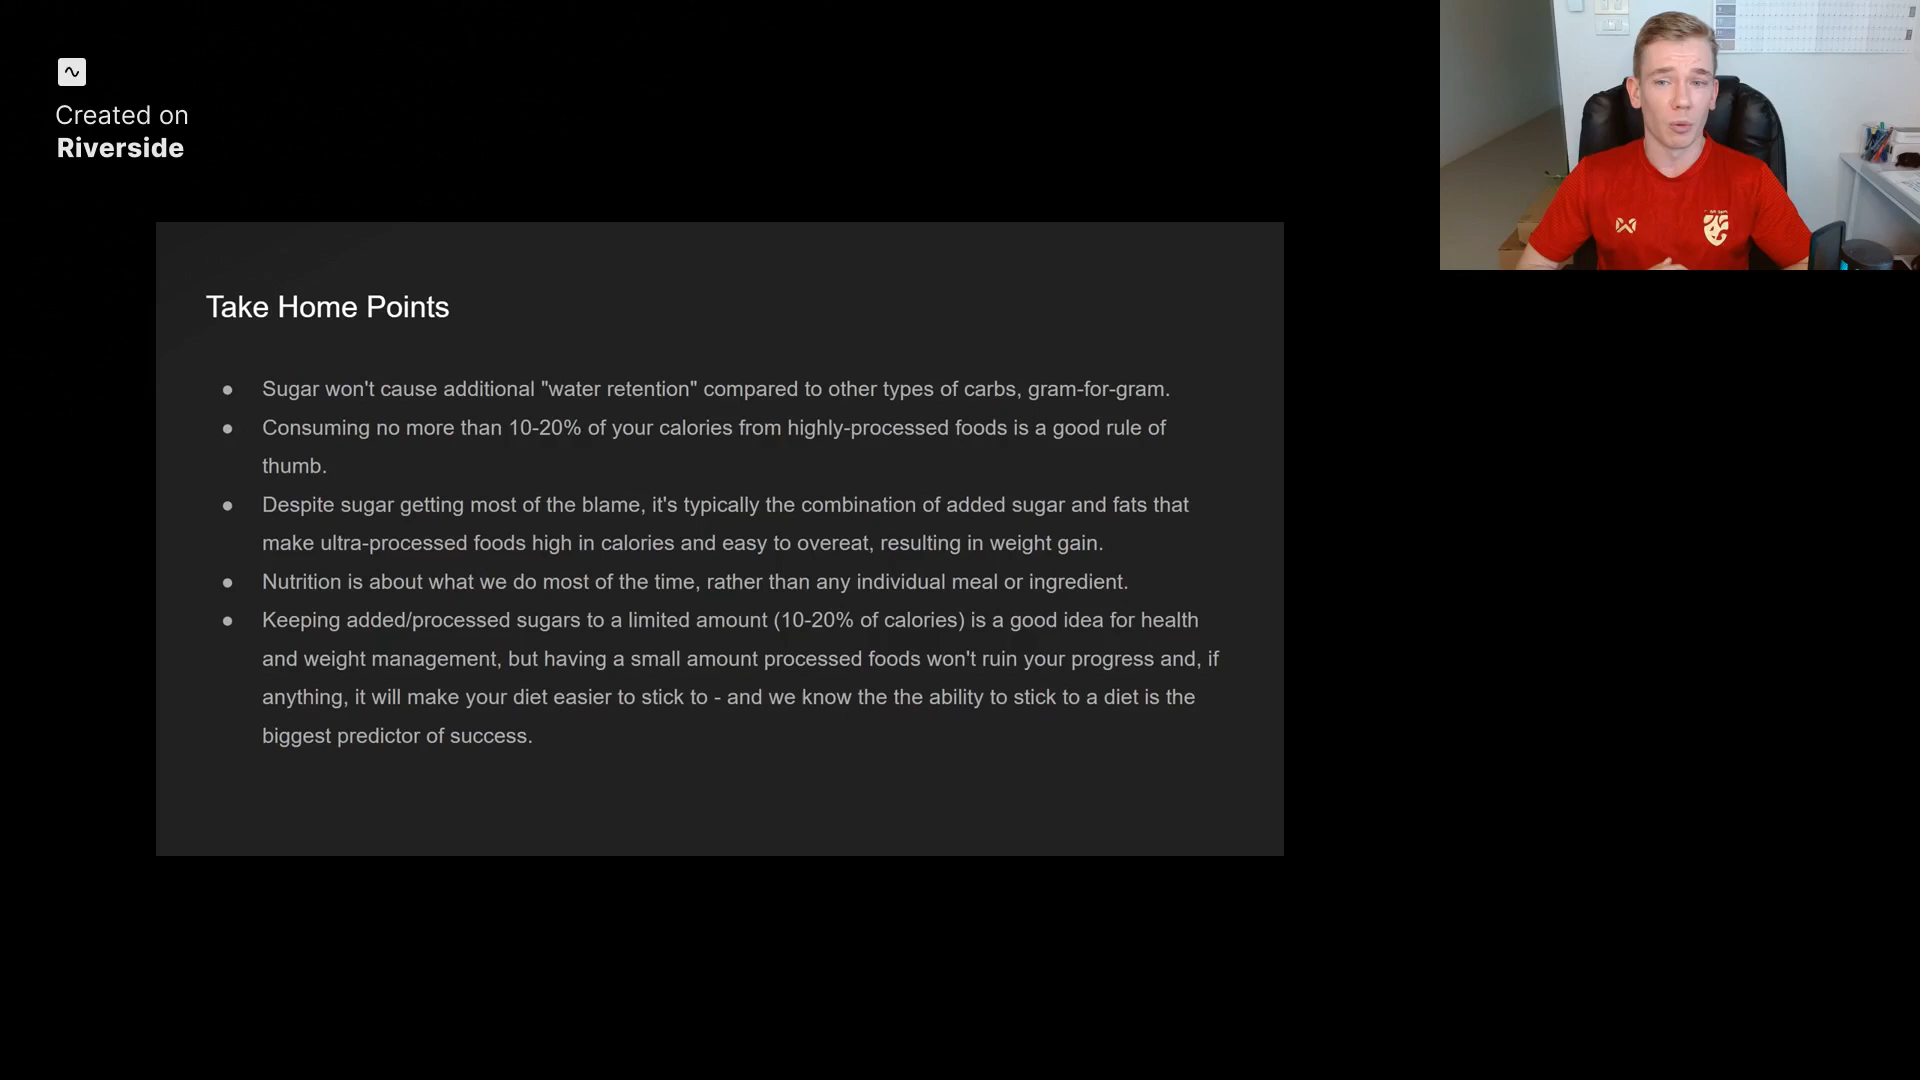 Created on
Riverside
Take Home Points
● Sugar won't cause additional "water retention" compared to other types of carbs, gram-for-gram.
● Consuming no more than 10-20% of your calories from highly-processed foods is a good rule of
thumb.
● Despite sugar getting most of the blame, it's typically the combination of added sugar and fats that
make ultra-processed foods high in calories and easy to overeat, resulting in weight gain.
● Nutrition is about what we do most of the time, rather than any individual meal or ingredient.
● Keeping added/processed sugars to a limited amount (10-20% of calories) is a good idea for health
and weight management, but having a small amount processed foods won't ruin your progress and, if
anything, it will make your diet easier to stick to - and we know the the ability to stick to a diet is the
biggest predictor of success.